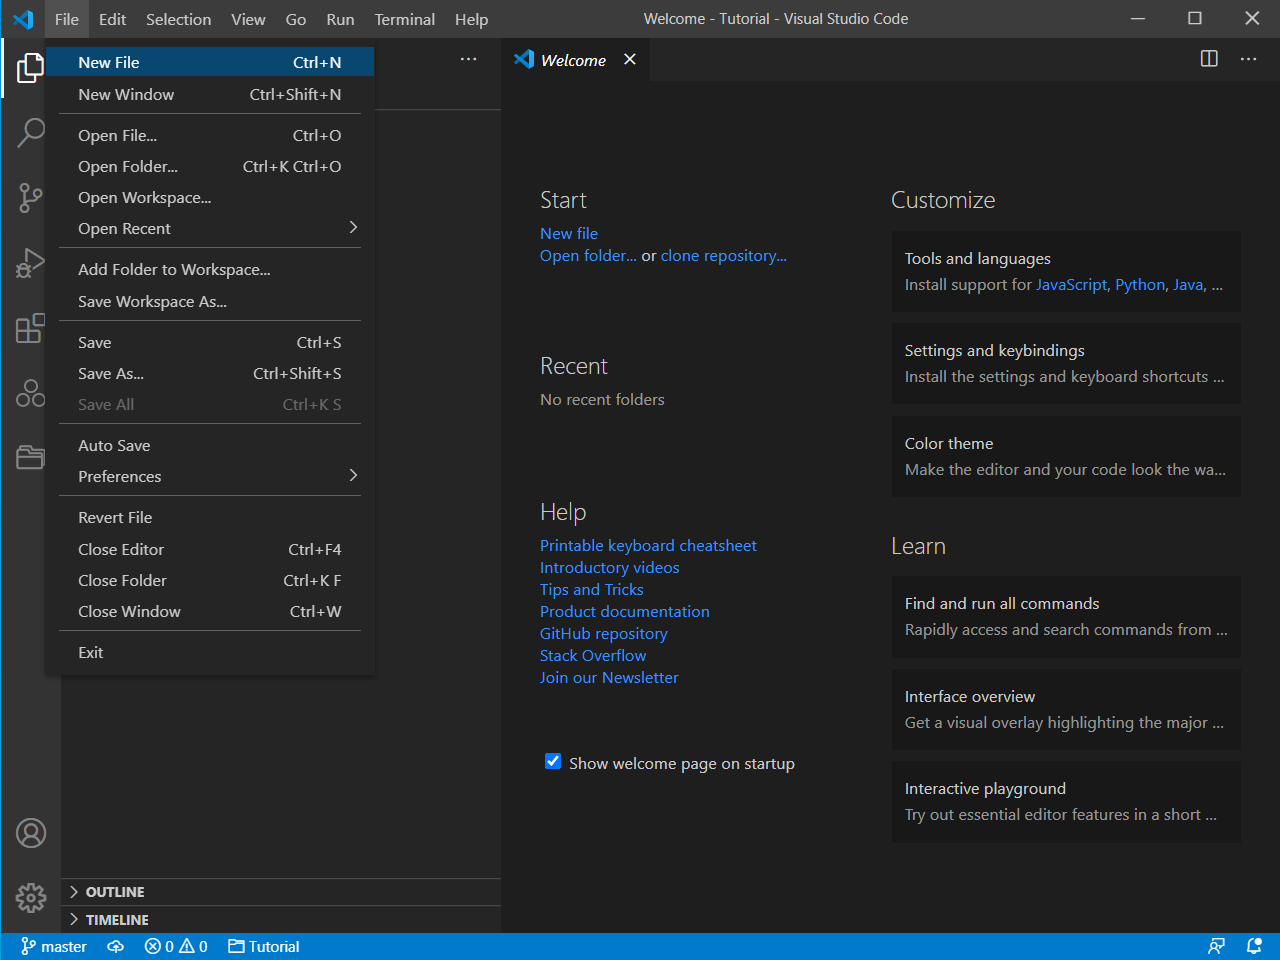 File Edit Selection View Go Run Terminal Help
Welcome - Tutorial - Visual Studio Code
New File Ctrl+N
New Window Ctrl+Shift+N
Open File... Ctrl+O
Open Folder... Ctrl+K Ctrl+O
Open Workspace...
Open Recent
Add Folder to Workspace...
Save Workspace As...
Save Ctrl+S
Save As... Ctrl+Shift+S
Save All Ctrl+K S
Auto Save
Preferences
Revert File
Close Editor Ctrl+F4
Close Folder Ctrl+K F
Close Window Ctrl+W
Exit
OUTLINE
TIMELINE
Welcome
Start
New file
Open folder... or clone repository...
Recent
No recent folders
Help
Printable keyboard cheatsheet
Introductory videos
Tips and Tricks
Product documentation
GitHub repository
Stack Overflow
Join our Newsletter
Show welcome page on startup
Customize
Tools and languages
Install support for JavaScript, Python, Java, ...
Settings and keybindings
Install the settings and keyboard shortcuts ...
Color theme
Make the editor and your code look the wa...
Learn
Find and run all commands
Rapidly access and search commands from ...
Interface overview
Get a visual overlay highlighting the major ...
Interactive playground
Try out essential editor features in a short ...
master 0 0 Tutorial